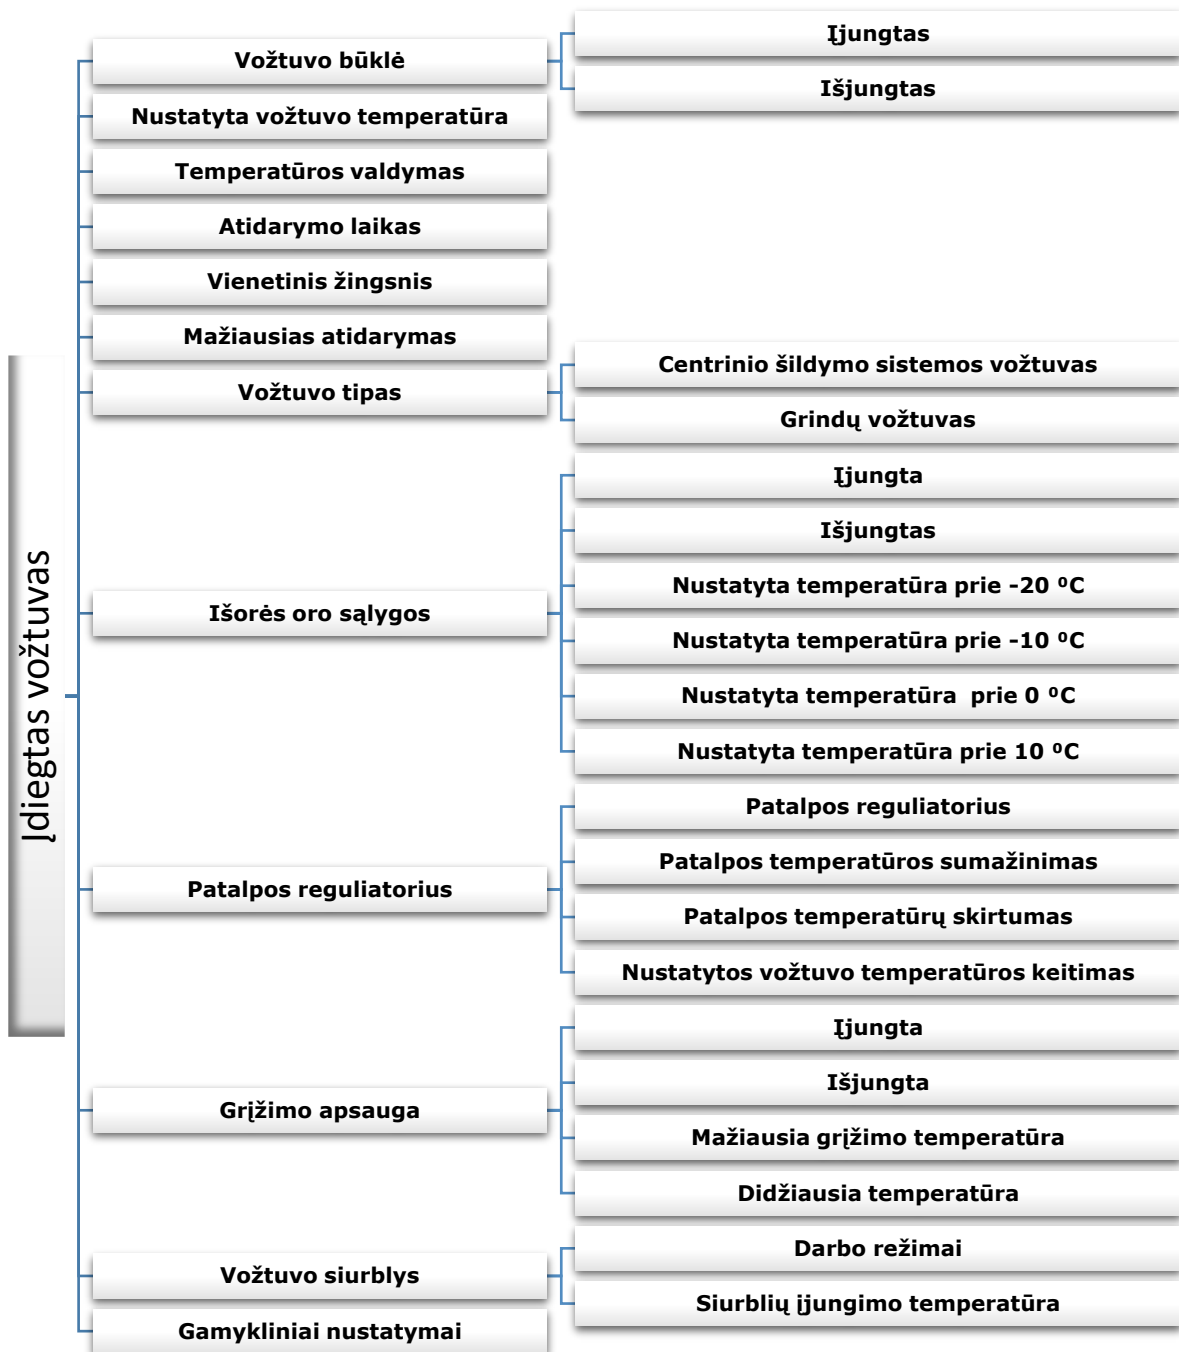 Įdiegtas vožtuvas
Vožtuvo būklė
Įjungtas
Išjungtas
Nustatyta vožtuvo temperatūra
Temperatūros valdymas
Atidarymo laikas
Vienetinis žingsnis
Mažiausias atidarymas
Vožtuvo tipas
Centrinio šildymo sistemos vožtuvas
Grindų vožtuvas
Išorės oro sąlygos
Įjungta
Išjungtas
Nustatyta temperatūra prie -20 ºC
Nustatyta temperatūra prie -10 ºC
Nustatyta temperatūra  prie 0 ºC
Nustatyta temperatūra prie 10 ºC
Patalpos reguliatorius
Patalpos reguliatorius
Patalpos temperatūros sumažinimas
Patalpos temperatūrų skirtumas
Nustatytos vožtuvo temperatūros keitimas
Grįžimo apsauga
Įjungta
Išjungta
Mažiausia grįžimo temperatūra
Didžiausia temperatūra
Vožtuvo siurblys
Darbo režimai
Siurblių įjungimo temperatūra
Gamykliniai nustatymai